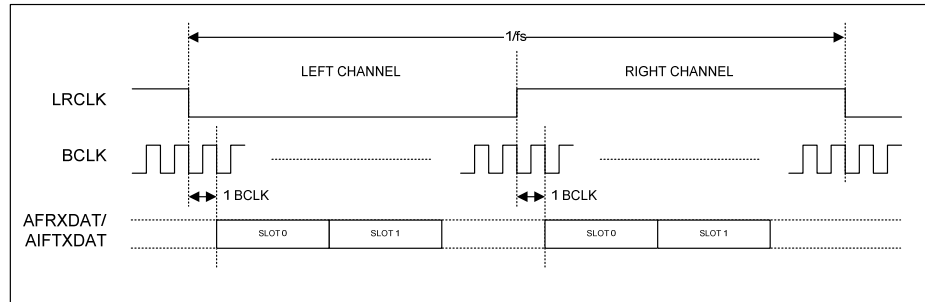 1/fs
LEFT CHANNEL
RIGHT CHANNEL
LRCLK
BCLK
1 BCLK
1 BCLK
AFRXDAT/
AIFTXDAT
SLOT 0
SLOT 1
SLOT 0
SLOT 1